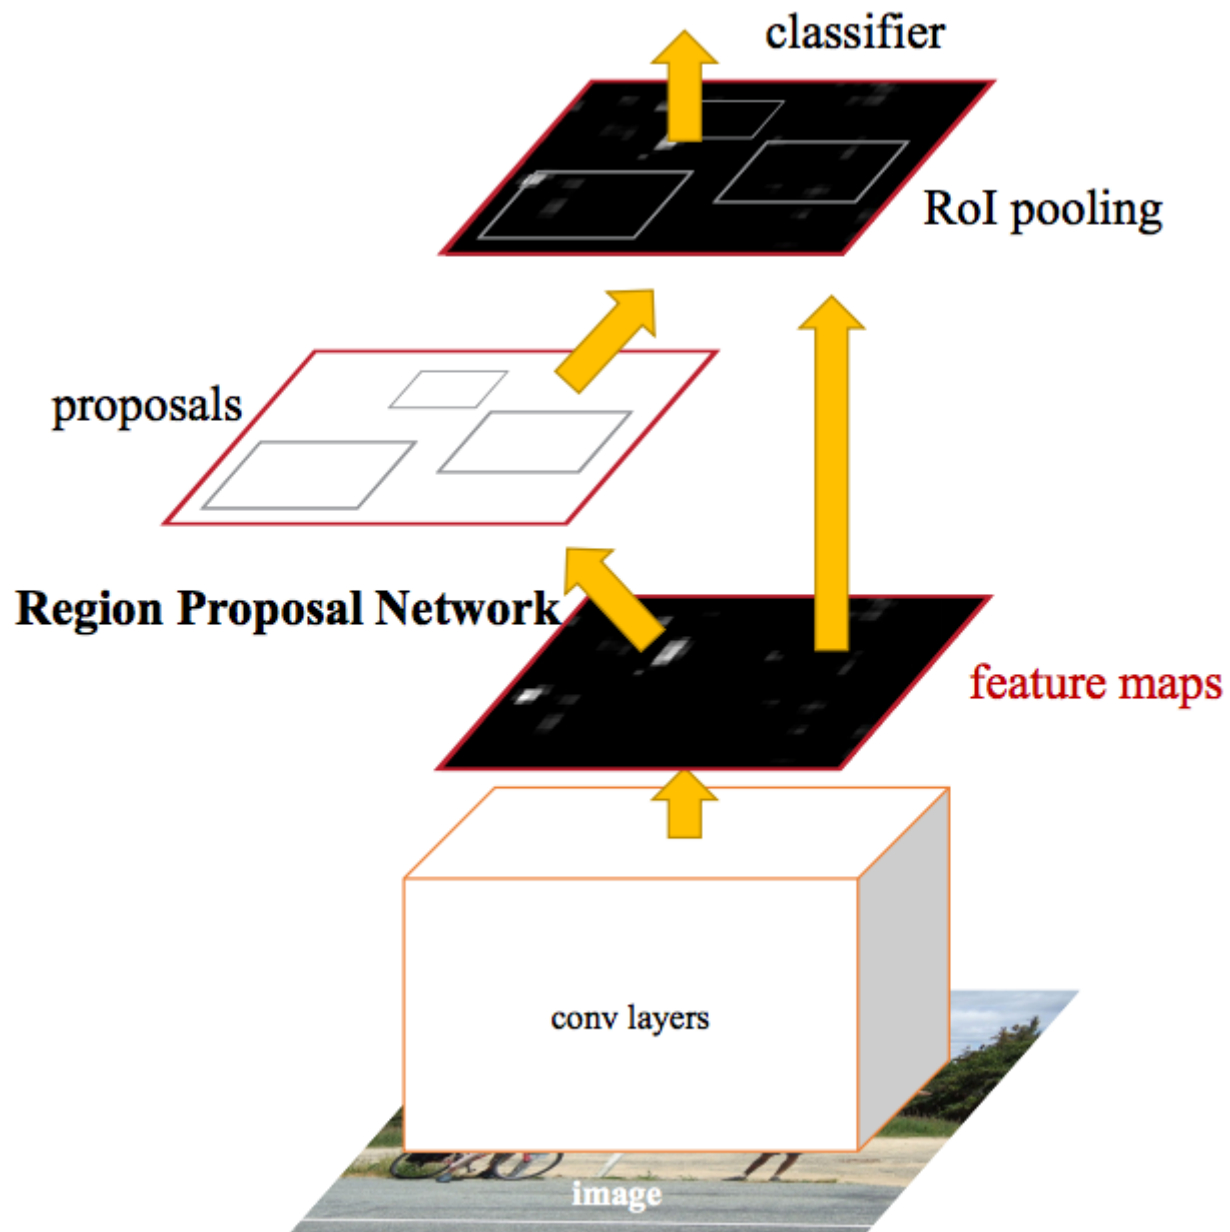 classifier
RoI pooling
proposals
Region Proposal Network
feature maps
conv layers
image